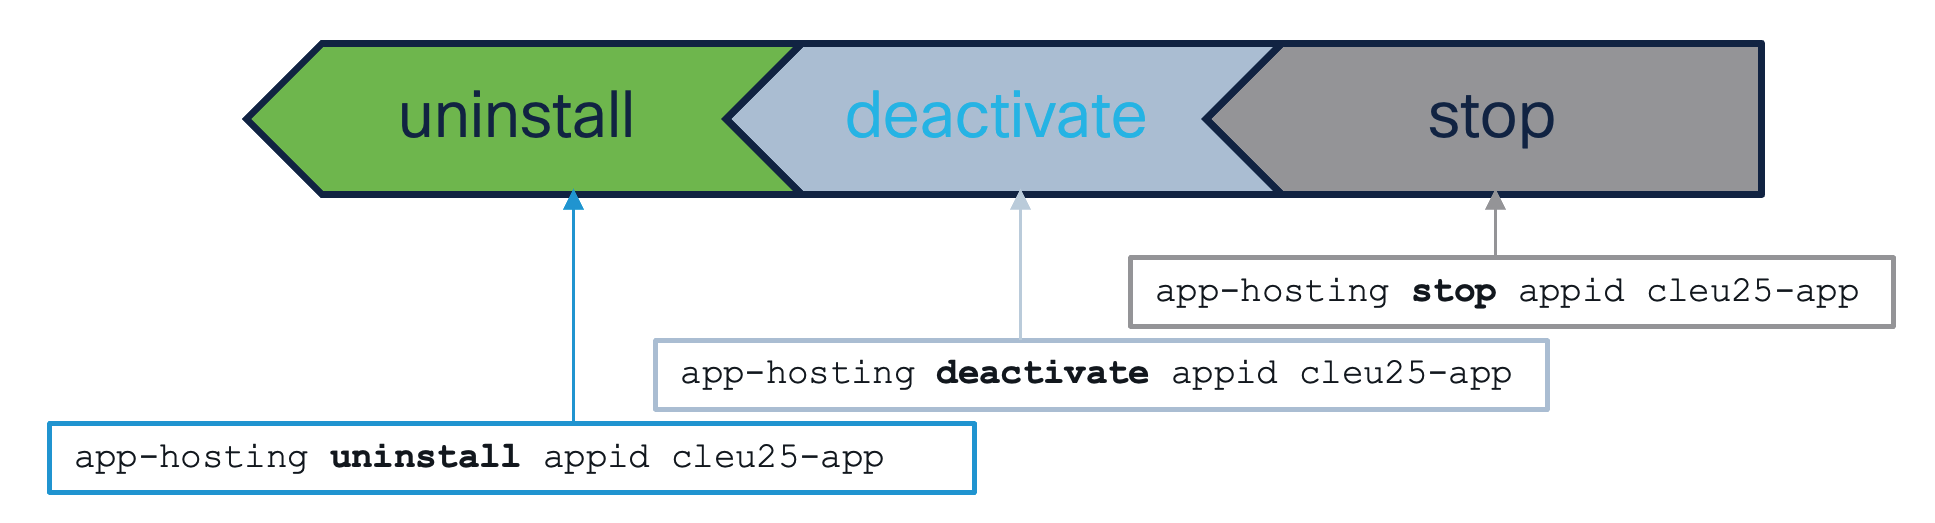 uninstall
deactivate
stop
app-hosting stop appid cleu25-app
app-hosting deactivate appid cleu25-app
app-hosting uninstall appid cleu25-app